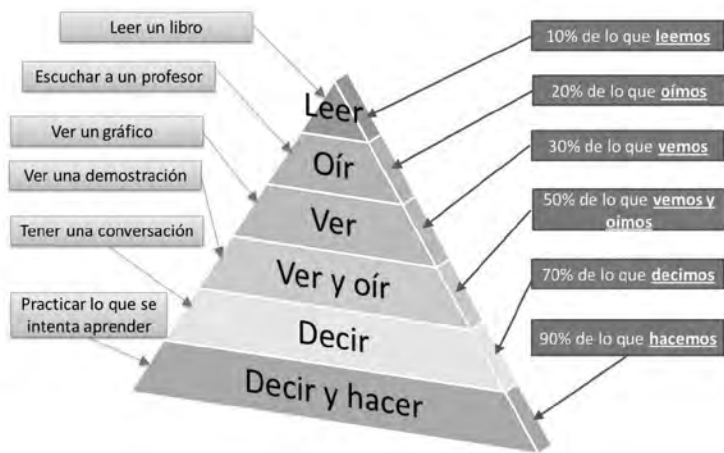 Leer un libro
Escuchar a un profesor
Ver un gráfico
Ver una demostración
Tener una conversación
Practicar lo que se
intenta aprender
Leer
Oír
Ver
Ver y oír
Decir
Decir y hacer
10% de lo que leemos
20% de lo que oímos
30% de lo que vemos
50% de lo que vemos y
oimos
70% de lo que decimos
90% de lo que hacemos